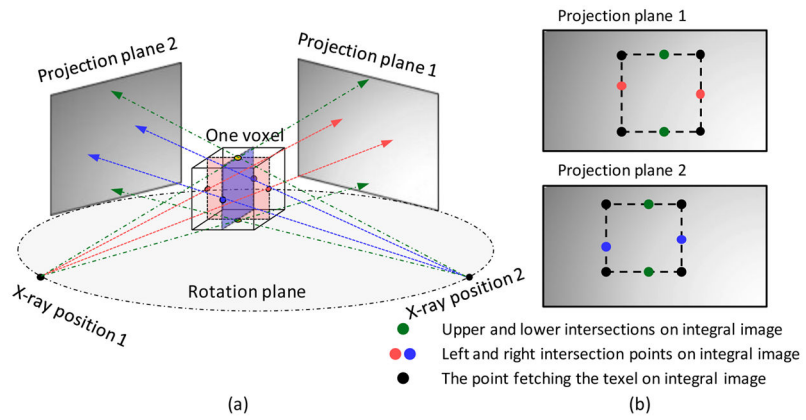 Projection plane 2
Projection plane 1
One voxel
X-ray position 1
Rotation plane
X-ray position 2
(a)
Projection plane 1
Projection plane 2
Upper and lower intersections on integral image
Left and right intersection points on integral image
The point fetching the texel on integral image
(b)